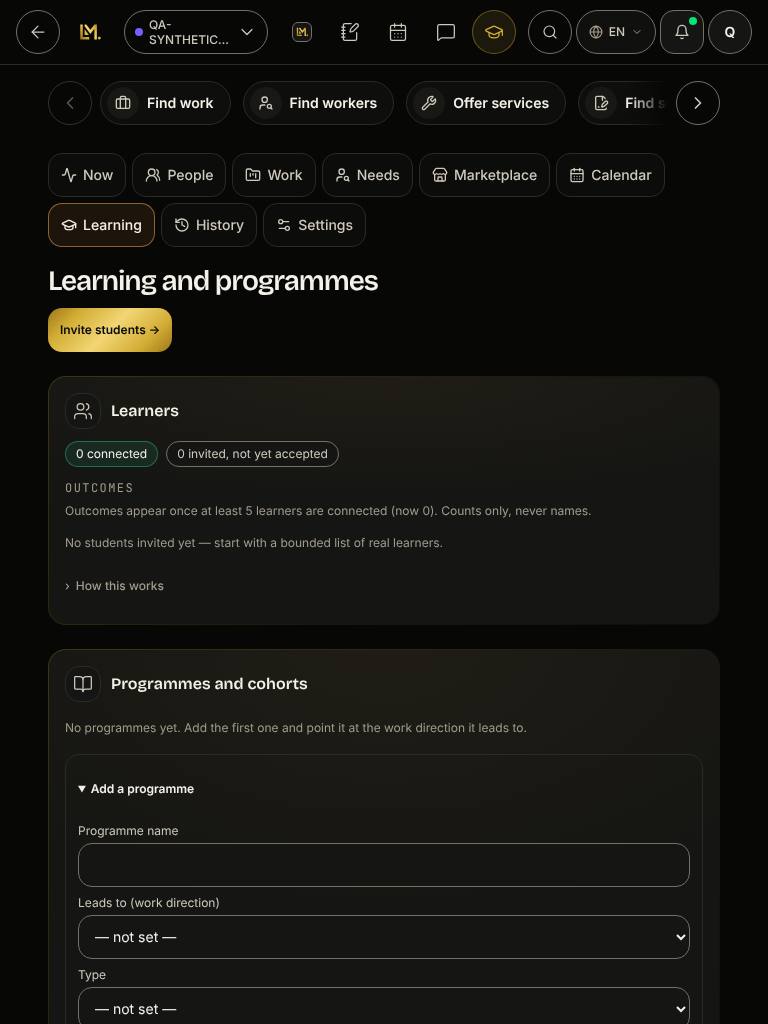 LM.
QA-
SYNTHETIC...
LM.
EN
Q
Find work
Find workers
Offer services
Find s
Now
People
Work
Needs
Marketplace
Calendar
Learning
History
Settings
Learning and programmes
Invite students →
Learners
0 connected
0 invited, not yet accepted
OUTCOMES
Outcomes appear once at least 5 learners are connected (now 0). Counts only, never names.
No students invited yet — start with a bounded list of real learners.
› How this works
Programmes and cohorts
No programmes yet. Add the first one and point it at the work direction it leads to.
▾ Add a programme
Programme name
Leads to (work direction)
— not set —
Type
— not set —